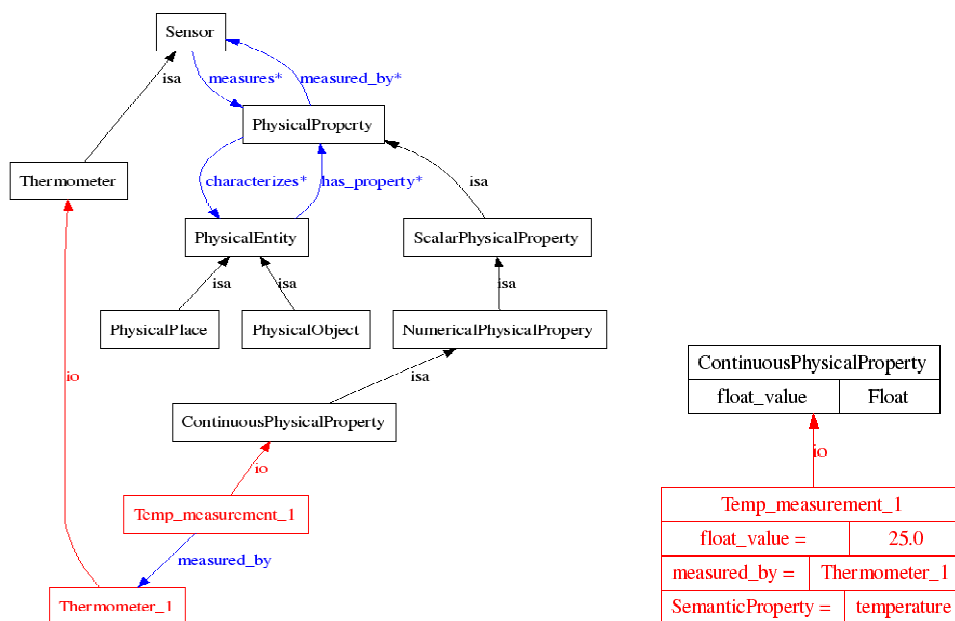 Sensor
isa
measures*
measured_by*
PhysicalProperty
Thermometer
characterizes*
has_property*
isa
PhysicalEntity
ScalarPhysicalProperty
isa
isa
isa
PhysicalPlace
PhysicalObject
NumericalPhysicalPropery
io
isa
ContinuousPhysicalProperty
io
Temp_measurement_1
measured_by
Thermometer_1
ContinuousPhysicalProperty
float_value Float
io
Temp_measurement_1
float_value = 25.0
measured_by = Thermometer_1
SemanticProperty = temperature